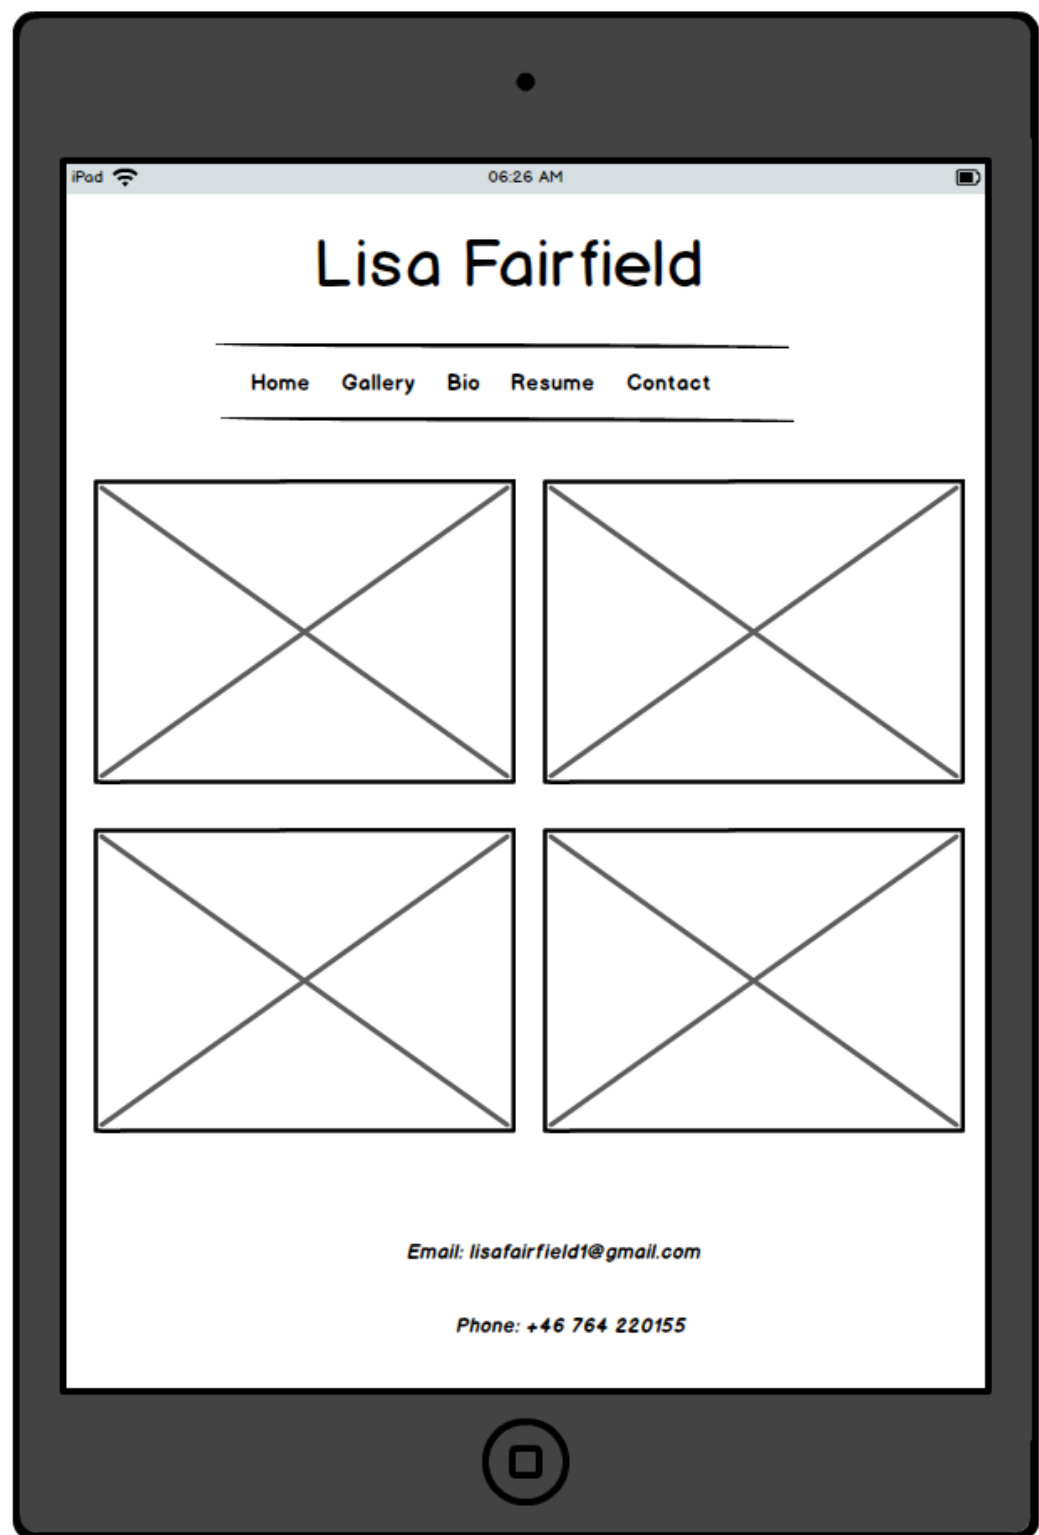 iPad 06:26 AM
Lisa Fairfield
Home Gallery Bio Resume Contact
Email: lisafairfield1@gmail.com
Phone: +46 764 220155